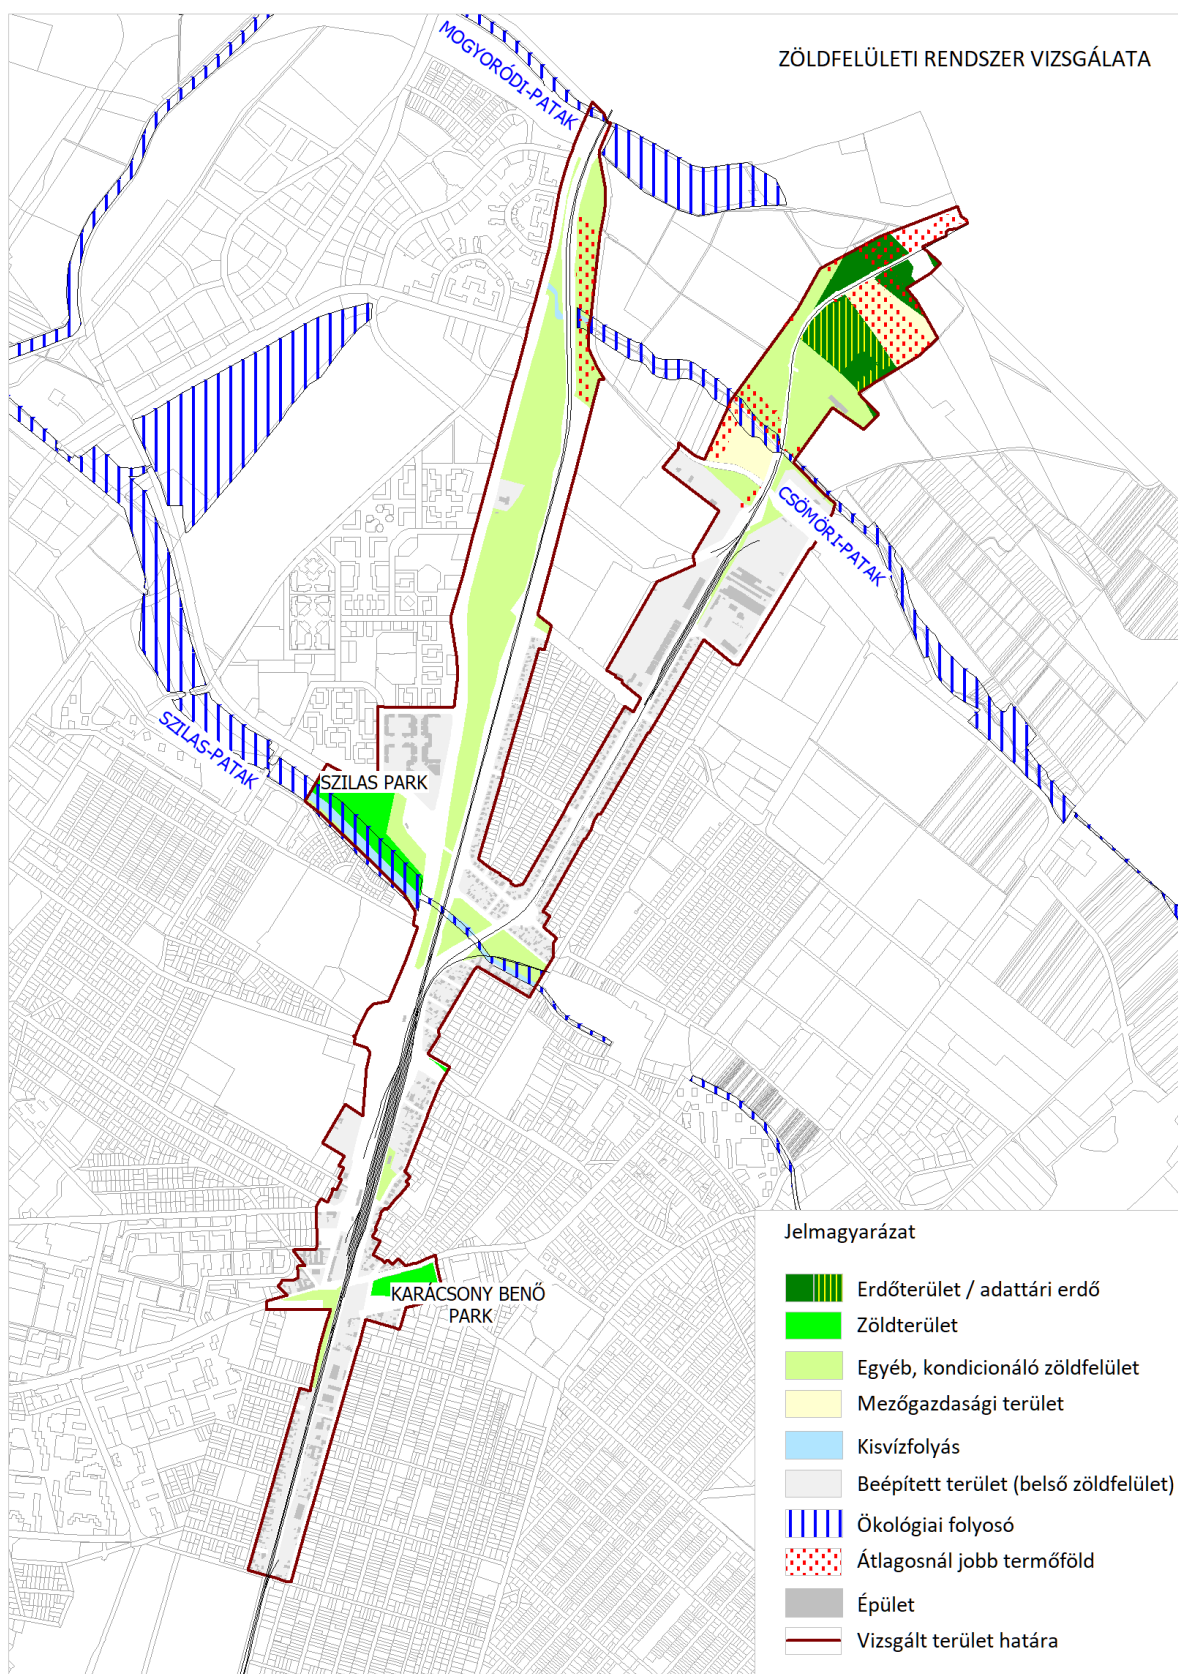 ZÖLDFELÜLETI RENDSZER VIZSGÁLATA
MOGYORÓDI-PATAK
CSÖMÖRI-PATAK
SZILAS-PATAK
SZILAS PARK
KARÁCSONY BENŐ
PARK
Jelmagyarázat
Erdőterület / adattári erdő
Zöldterület
Egyéb, kondicionáló zöldfelület
Mezőgazdasági terület
Kisvízfolyás
Beépített terület (belső zöldfelület)
Ökológiai folyosó
Átlagosnál jobb termőföld
Épület
Vizsgált terület határa